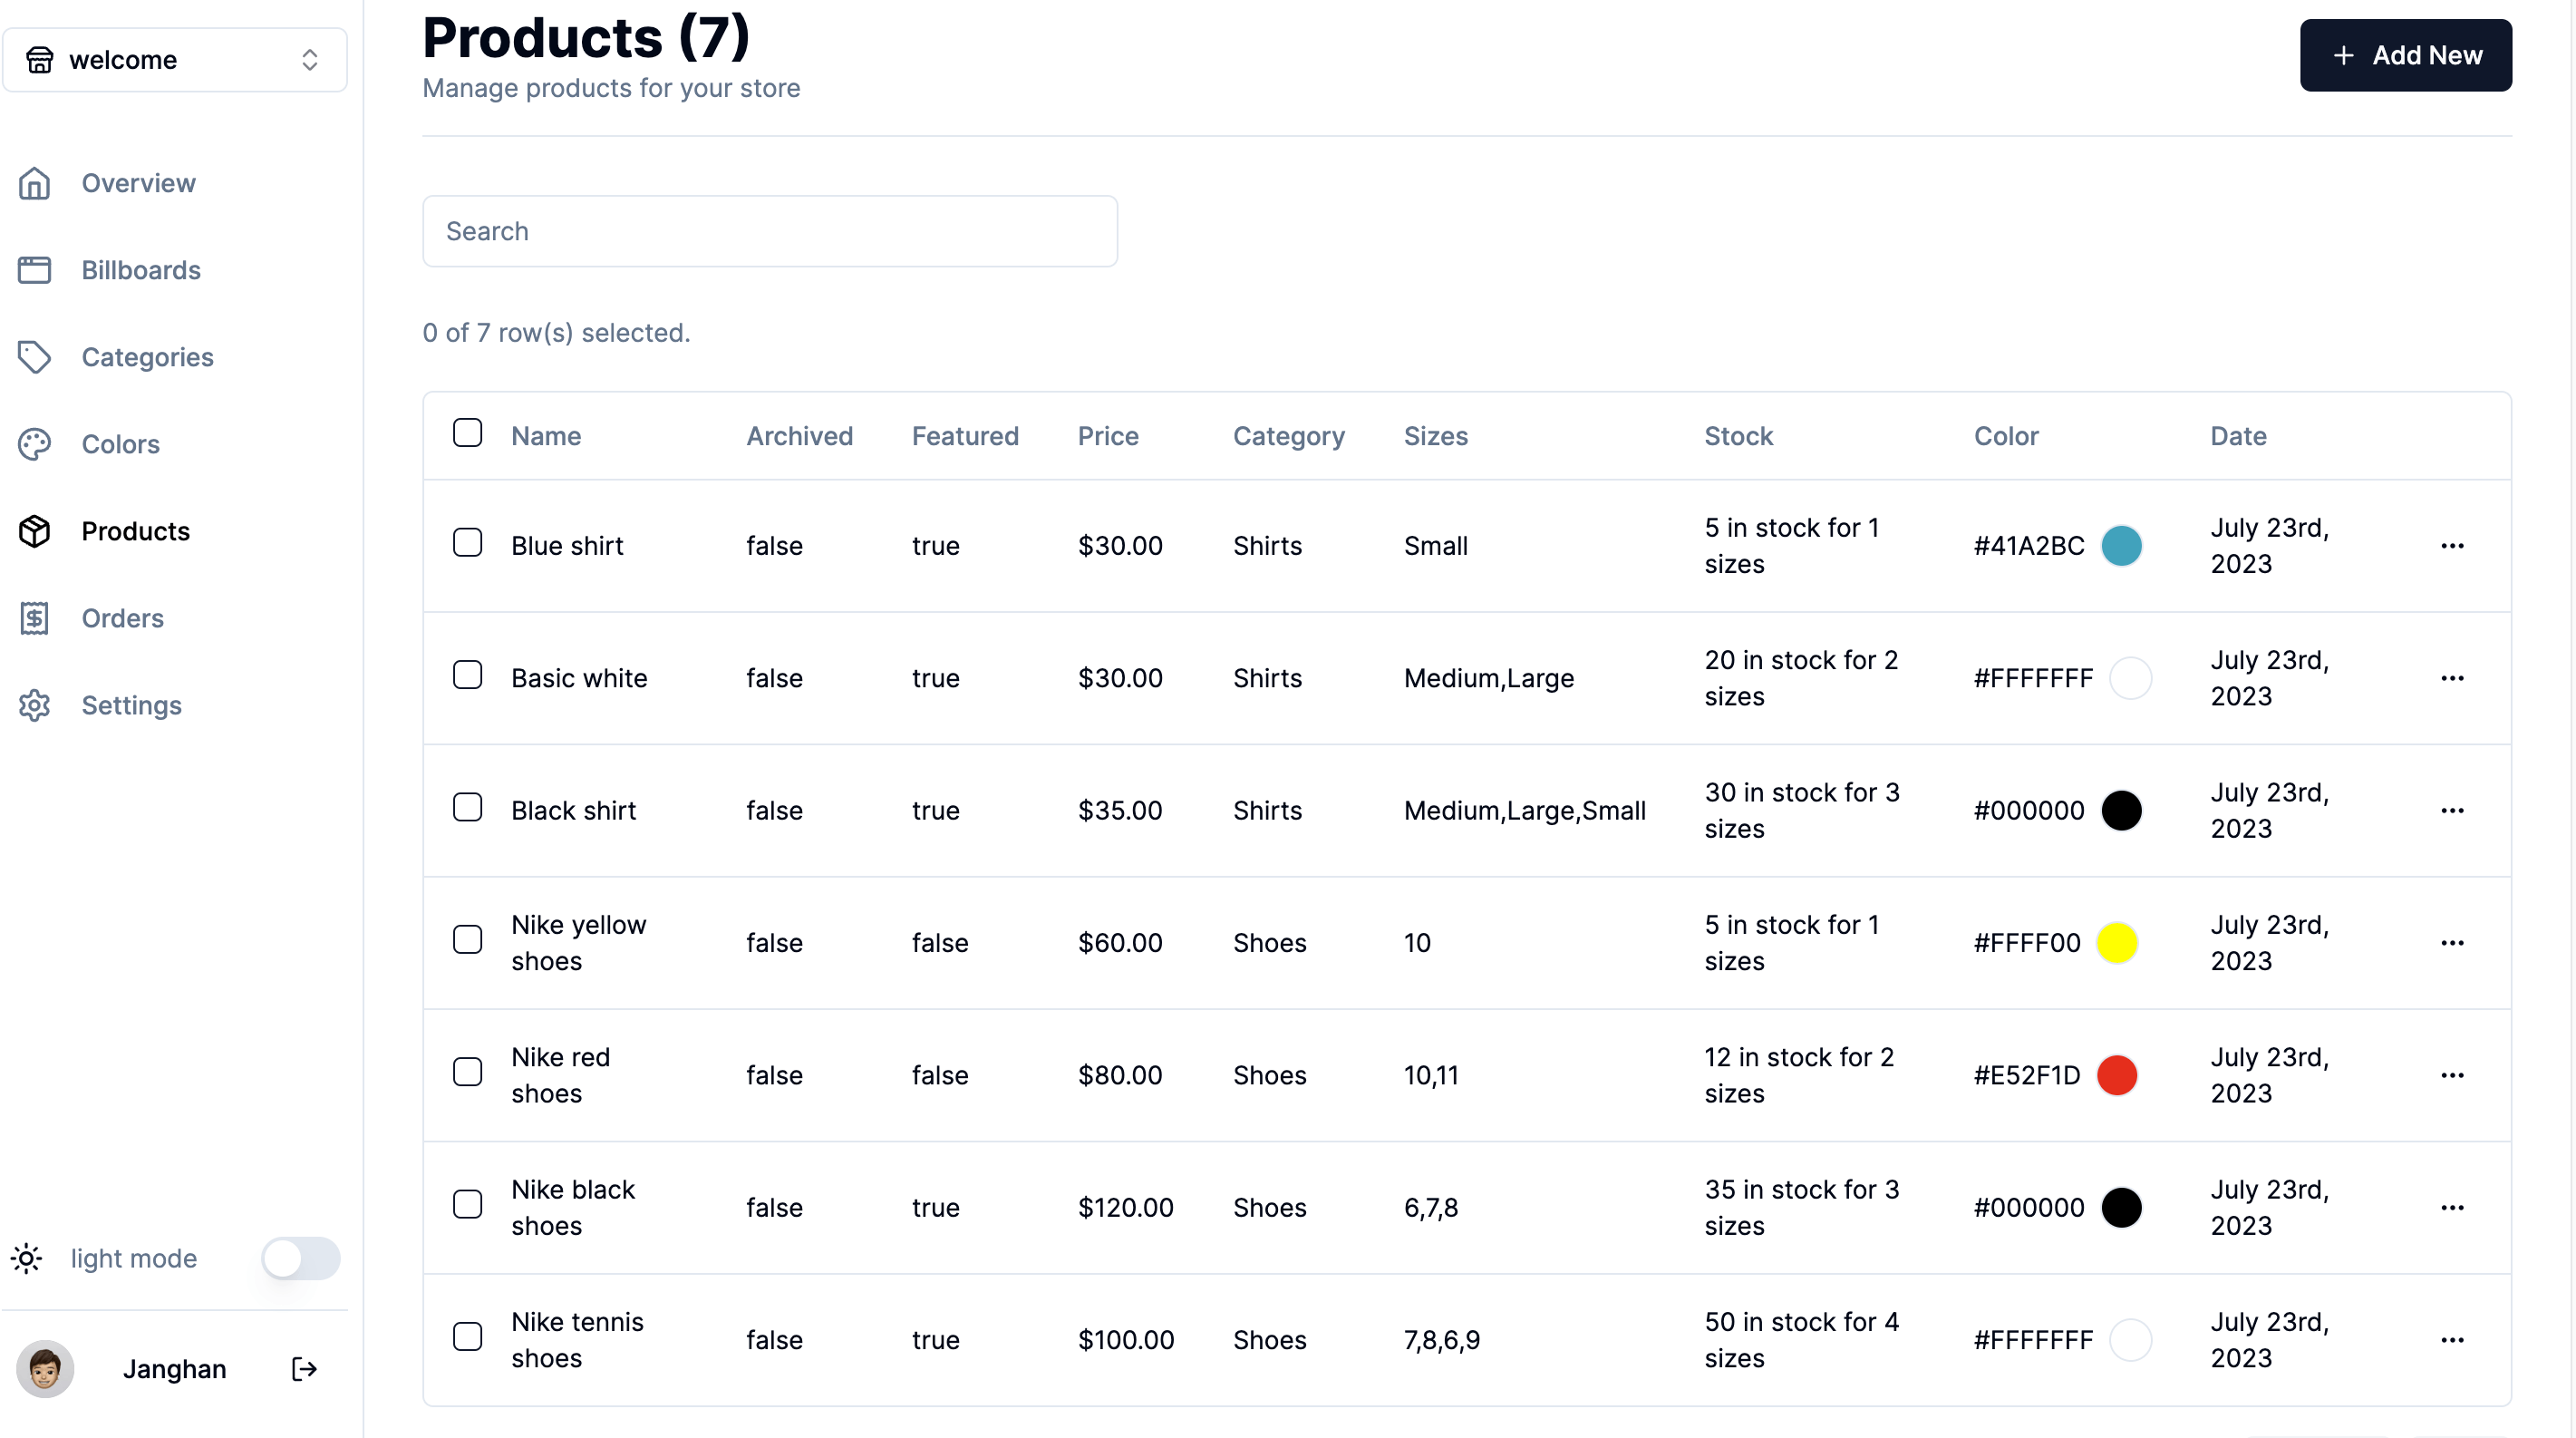 welcome
Overview
Billboards
Categories
Colors
Products
Orders
Settings
light mode
Janghan
Products (7)
Manage products for your store
+ Add New
Search
0 of 7 row(s) selected.
Name Archived Featured Price Category Sizes Stock Color Date
Blue shirt false true $30.00 Shirts Small 5 in stock for 1 sizes #41A2BC July 23rd, 2023
Basic white false true $30.00 Shirts Medium,Large 20 in stock for 2 sizes #FFFFFFF July 23rd, 2023
Black shirt false true $35.00 Shirts Medium,Large,Small 30 in stock for 3 sizes #000000 July 23rd, 2023
Nike yellow shoes false false $60.00 Shoes 10 5 in stock for 1 sizes #FFFF00 July 23rd, 2023
Nike red shoes false false $80.00 Shoes 10,11 12 in stock for 2 sizes #E52F1D July 23rd, 2023
Nike black shoes false true $120.00 Shoes 6,7,8 35 in stock for 3 sizes #000000 July 23rd, 2023
Nike tennis shoes false true $100.00 Shoes 7,8,6,9 50 in stock for 4 sizes #FFFFFFF July 23rd, 2023